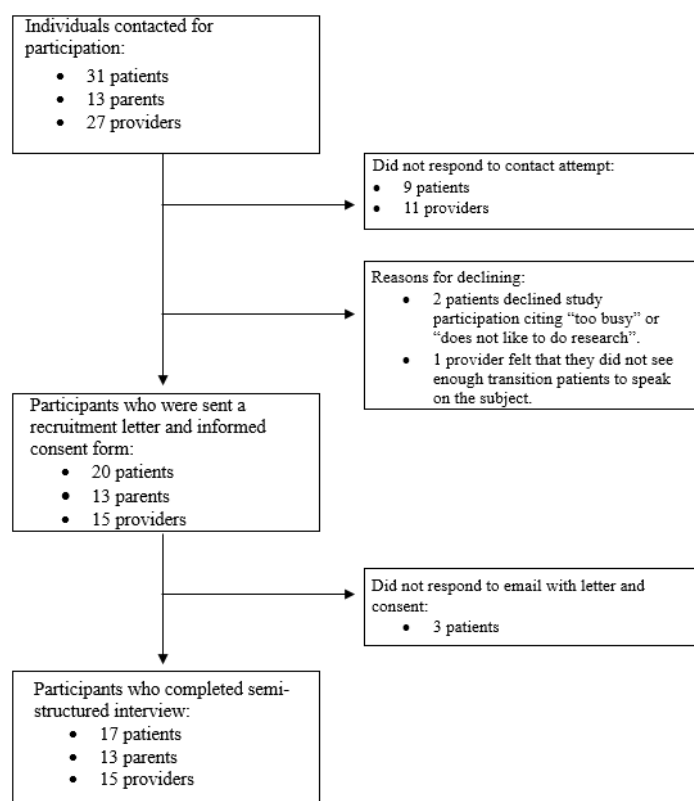 Individuals contacted for
participation:
• 31 patients
• 13 parents
• 27 providers
Did not respond to contact attempt:
• 9 patients
• 11 providers
Reasons for declining:
• 2 patients declined study
participation citing “too busy” or
“does not like to do research”.
• 1 provider felt that they did not see
enough transition patients to speak
on the subject.
Participants who were sent a
recruitment letter and informed
consent form:
• 20 patients
• 13 parents
• 15 providers
Did not respond to email with letter and
consent:
• 3 patients
Participants who completed semi-
structured interview:
• 17 patients
• 13 parents
• 15 providers